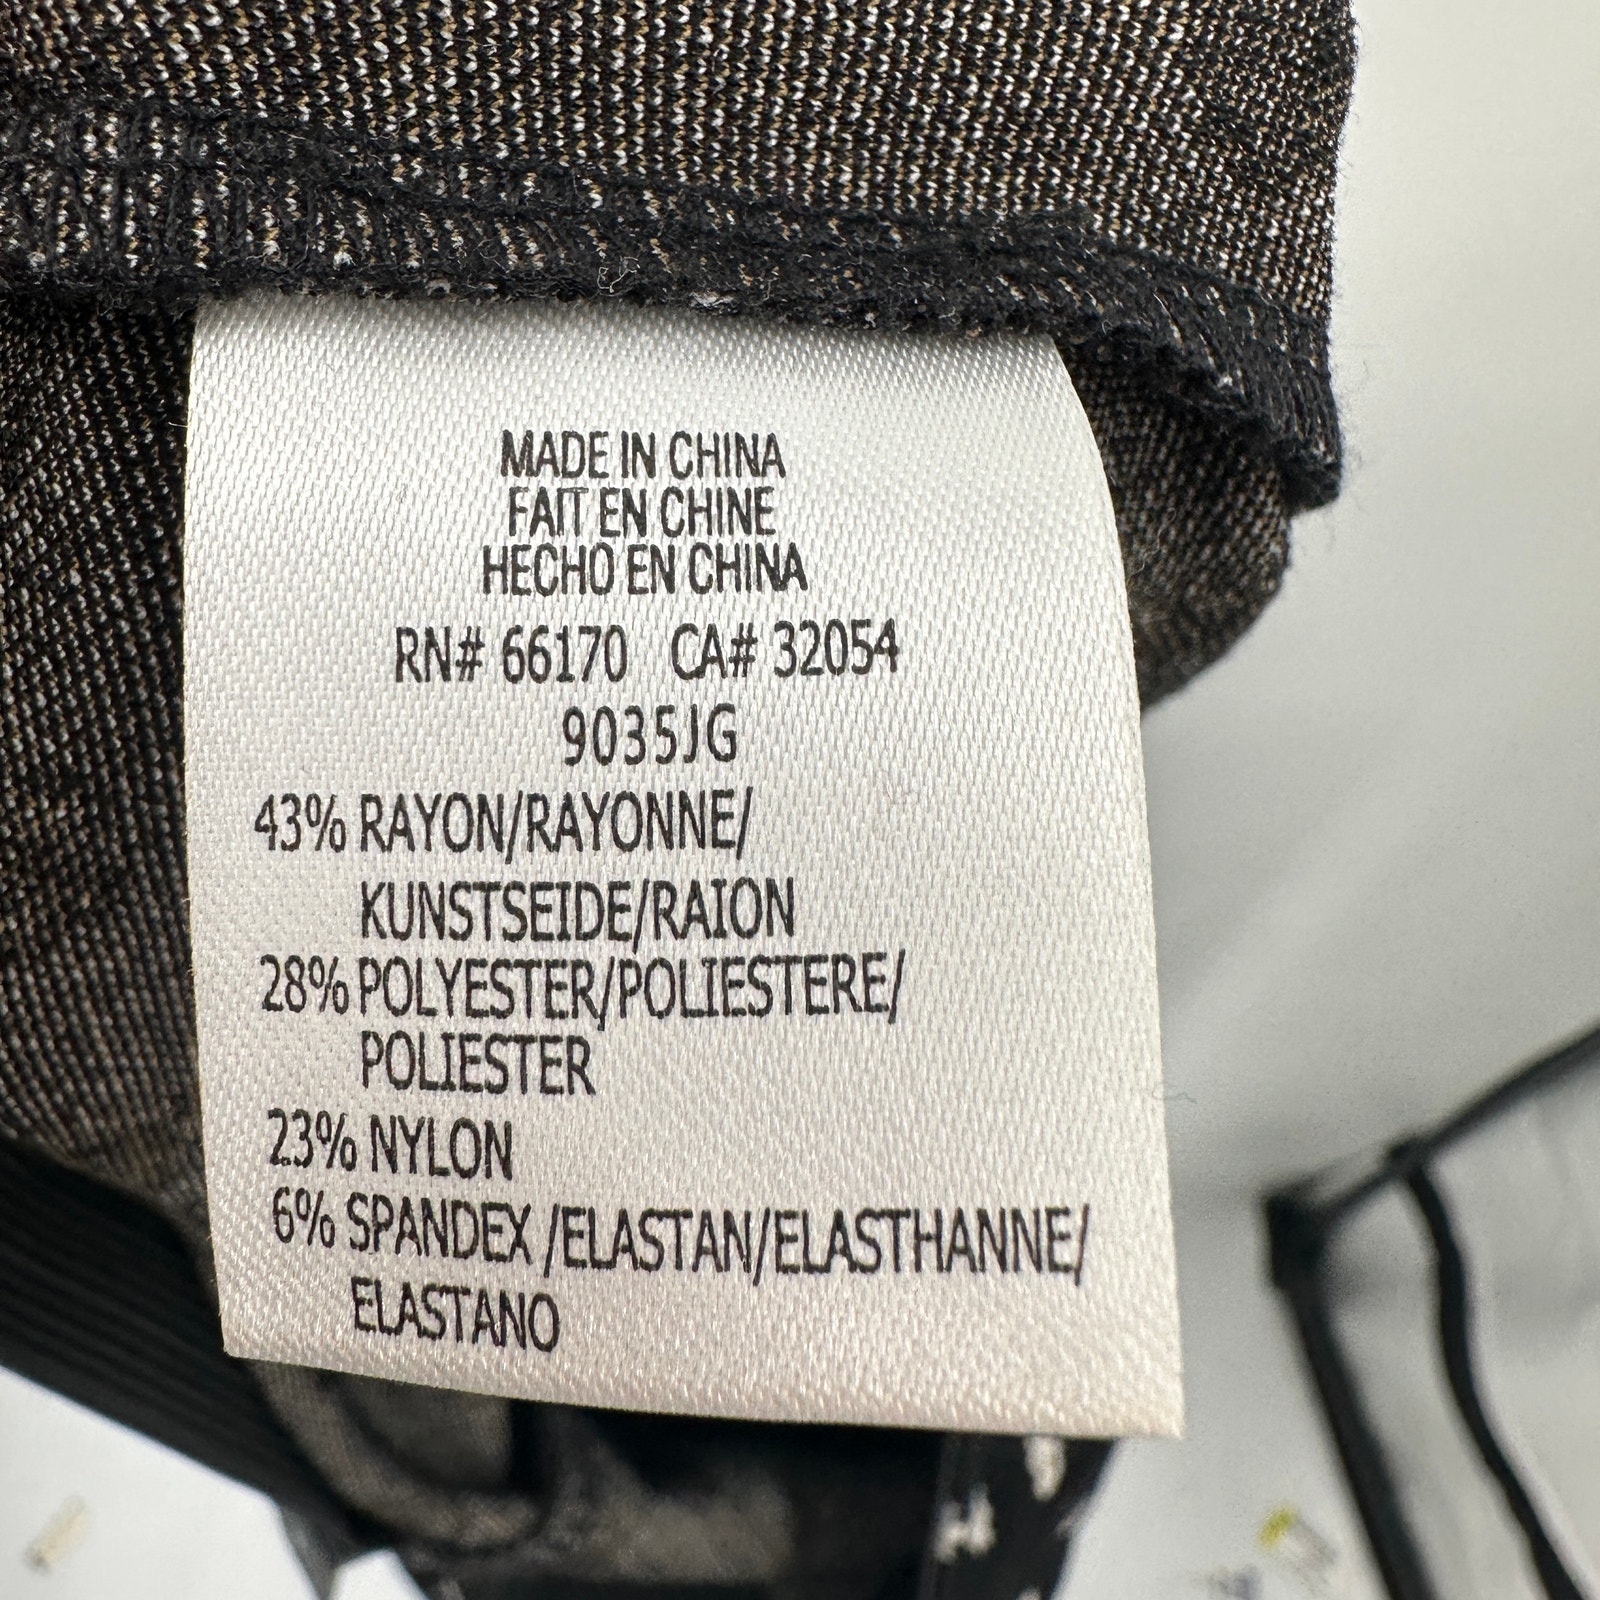 MADE IN CHINA
FAIT EN CHINE
HECHO EN CHINA
RN# 66170 CA# 32054
9035JG
43% RAYON/RAYONNE/
KUNSTSEIDE/RAION
28% POLYESTER/POLIESTERE/
POLIESTER
23% NYLON
6% SPANDEX /ELASTAN/ELASTHANNE/
ELASTANO